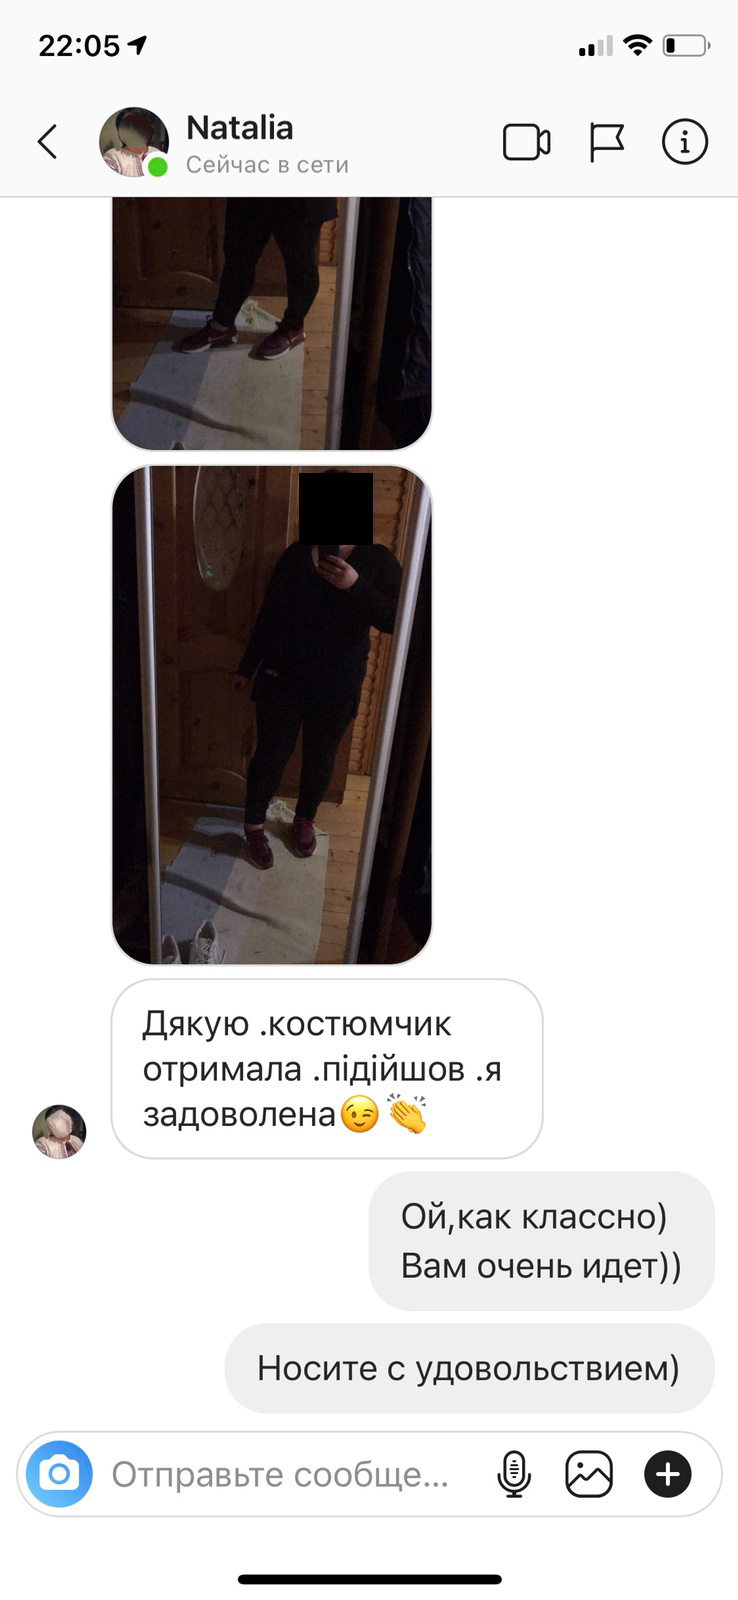 22:05
Natalia
Сейчас в сети
Дякую .костюмчик
отримала .підійшов .я
задоволена😉👏
Ой,как классно)
Вам очень идет))
Носите с удовольствием)
Отправьте сообще...